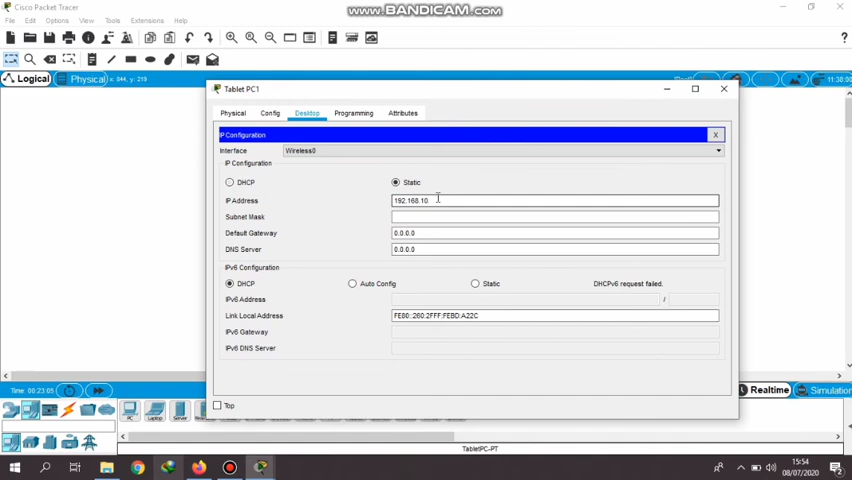 Cisco Packet Tracer
WWW.BANDICAM.COM
File Edit Options View Tools Extensions Help
Logical Physical x: 044, y: 219
Tablet PC1
Physical Config Desktop Programming Attributes
IP Configuration X
Interface Wireless0
IP Configuration
DHCP Static
IP Address 192.168.10.
Subnet Mask
Default Gateway 0.0.0.0
DNS Server 0.0.0.0
IPv6 Configuration
DHCP Auto Config Static DHCPv6 request failed.
IPv6 Address /
Link Local Address FE80::260:2FFF:FEBD:A22C
IPv6 Gateway
IPv6 DNS Server
Top
Time: 00:23:05 Realtime Simulation
PC Laptop Server
TabletPC-PT
15:54
08/07/2020